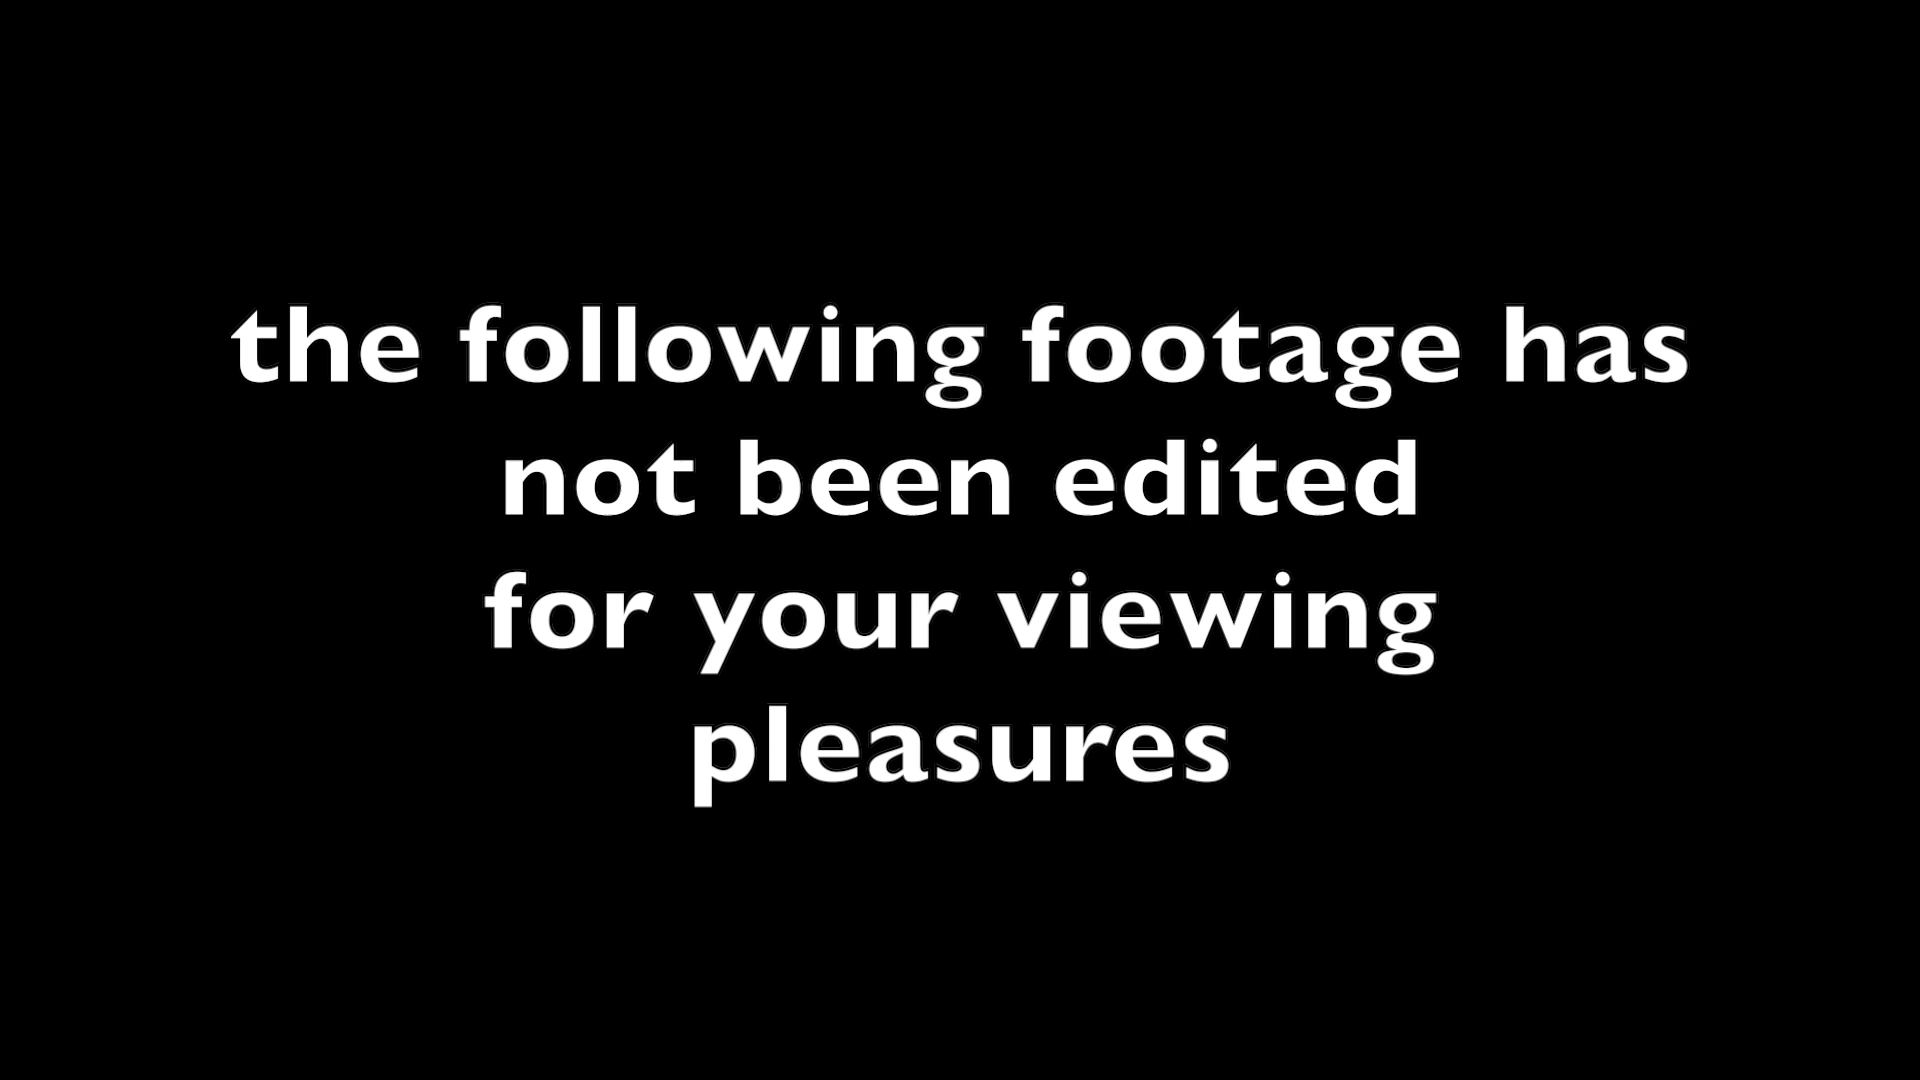 the following footage has
not been edited
for your viewing
pleasures